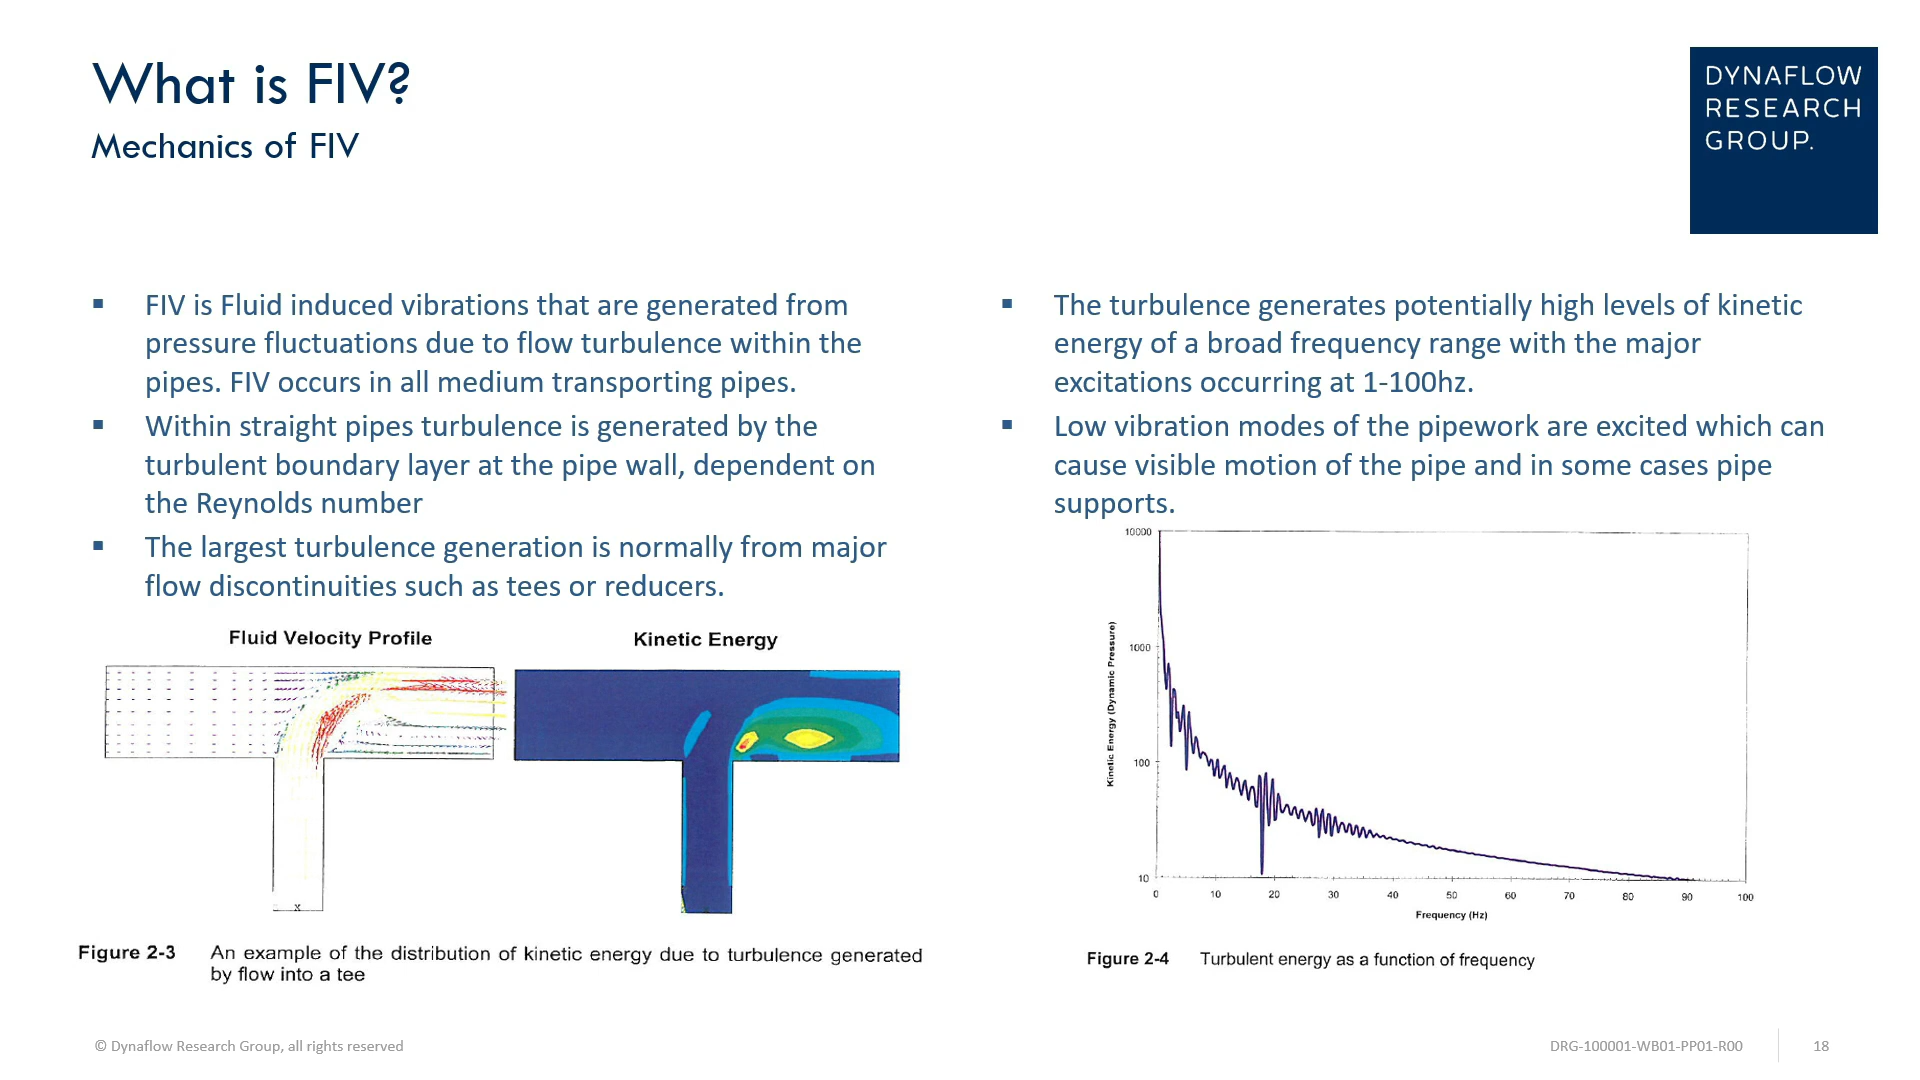 What is FIV?
Mechanics of FIV
DYNAFLOW
RESEARCH
GROUP.
▪ FIV is Fluid induced vibrations that are generated from
pressure fluctuations due to flow turbulence within the
pipes. FIV occurs in all medium transporting pipes.
▪ Within straight pipes turbulence is generated by the
turbulent boundary layer at the pipe wall, dependent on
the Reynolds number
▪ The largest turbulence generation is normally from major
flow discontinuities such as tees or reducers.
Fluid Velocity Profile
Kinetic Energy
X
Figure 2-3 An example of the distribution of kinetic energy due to turbulence generated
by flow into a tee
▪ The turbulence generates potentially high levels of kinetic
energy of a broad frequency range with the major
excitations occurring at 1-100hz.
▪ Low vibration modes of the pipework are excited which can
cause visible motion of the pipe and in some cases pipe
supports.
Kinetic Energy (Dynamic Pressure)
10000
1000
100
10
0 10 20 30 40 50 60 70 80 90 100
Frequency (Hz)
Figure 2-4 Turbulent energy as a function of frequency
© Dynaflow Research Group, all rights reserved
DRG-100001-WB01-PP01-R00
18